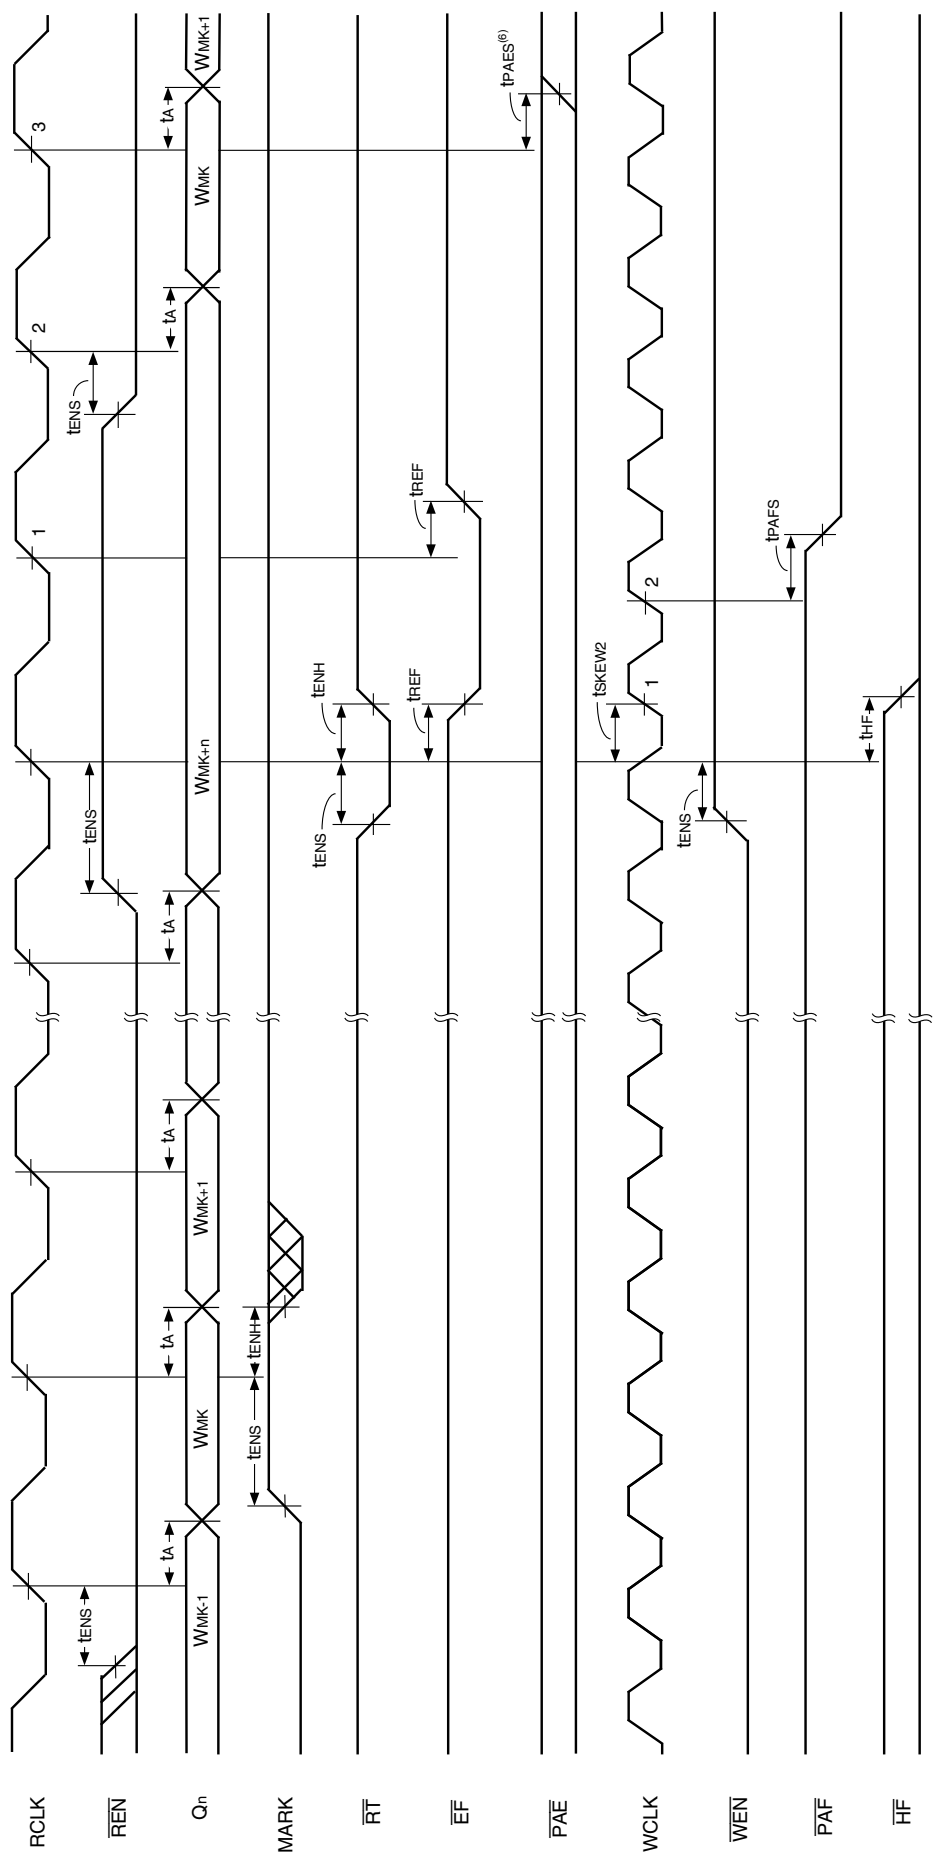 RCLK
1
2
3
REN
tENS
tENS
tENS
Qn
WMK-1
tA
WMK
tA
WMK+1
tA
tA
WMK+n
tA
WMK
tA
WMK+1
MARK
tENS
tENH
RT
tENS
tENH
EF
tREF
tREF
PAE
tPAES(6)
WCLK
tSKEW2
1
2
WEN
tENS
PAF
tPAFS
HF
tHF